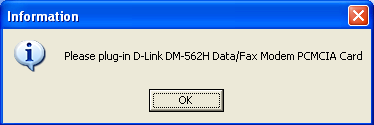 Information
Please plug-in D-Link DM-562H Data/Fax Modem PCMCIA Card
OK